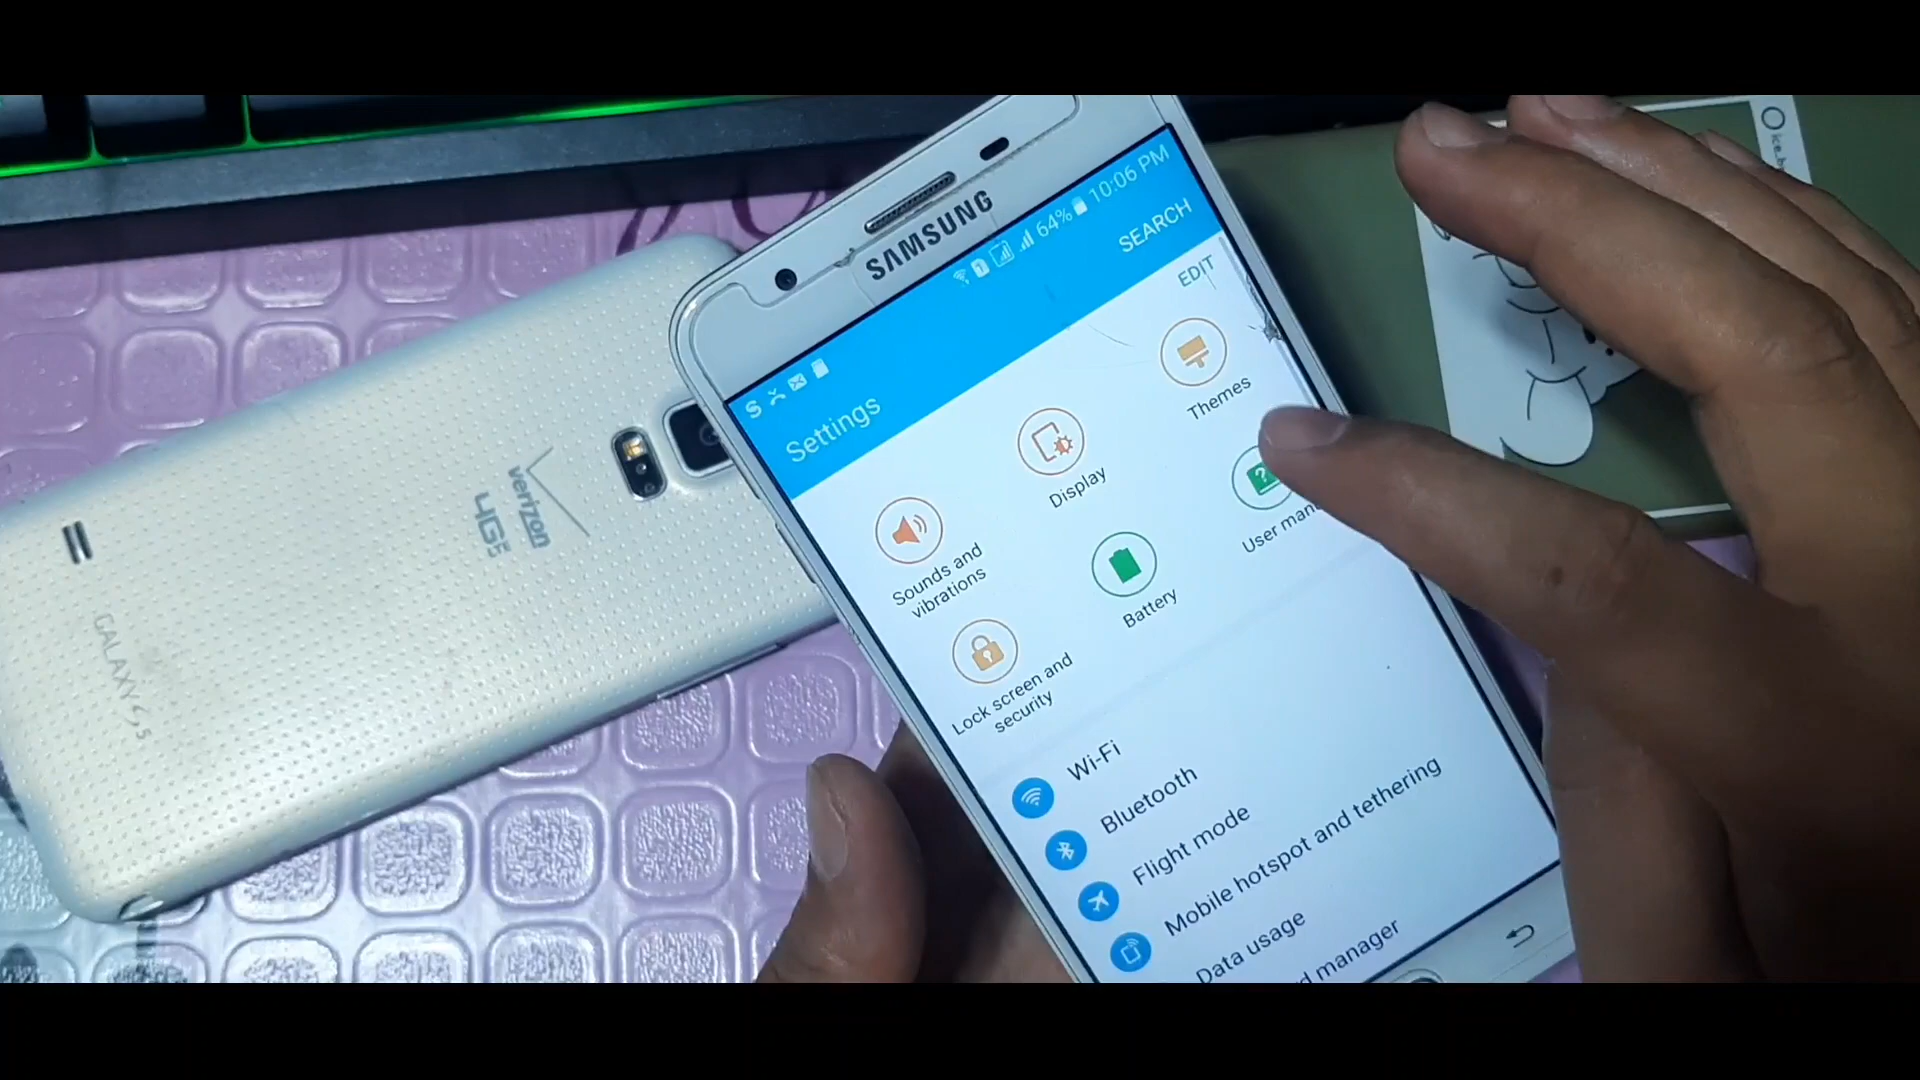 SAMSUNG
64% 10:06 PM
Settings
SEARCH
EDIT
Sounds and
vibrations
Display
Themes
Lock screen and
security
Battery
Wi-Fi
Bluetooth
Flight mode
Mobile hotspot and tethering
Data usage
manager
verizon
4G
GALAXY S5